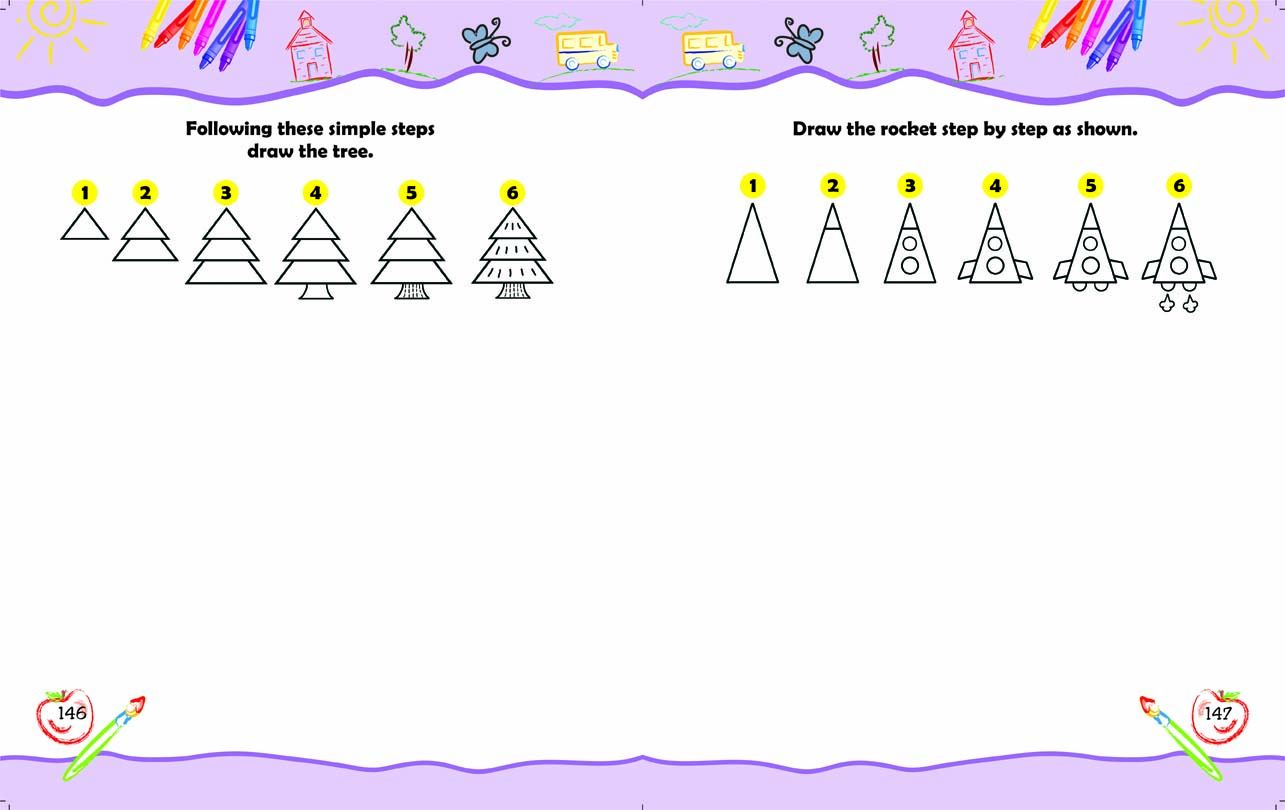 Following these simple steps
draw the tree.
1 2 3 4 5 6
146
Draw the rocket step by step as shown.
1 2 3 4 5 6
147